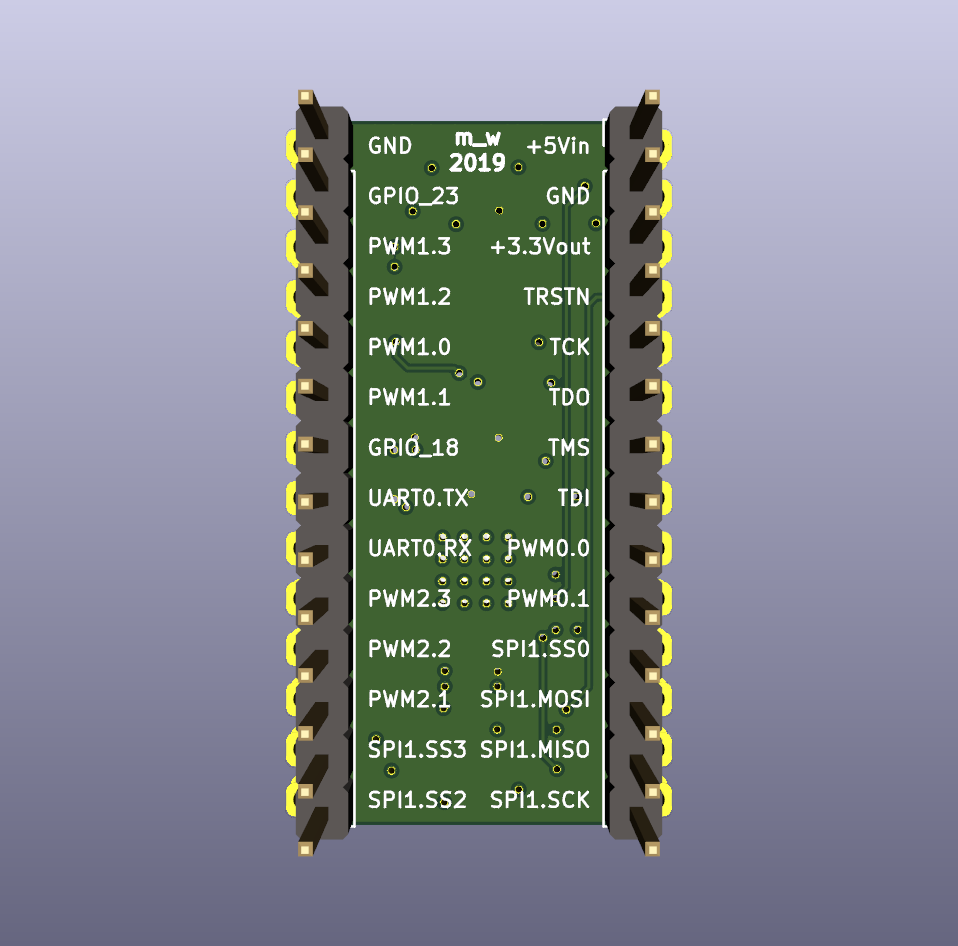 GND m_w +5Vin
2019
GPIO_23 GND
PWM1.3 +3.3Vout
PWM1.2 TRSTN
PWM1.0 TCK
PWM1.1 TDO
GPIO_18 TMS
UART0.TX TDI
UART0.RX PWM0.0
PWM2.3 PWM0.1
PWM2.2 SPI1.SS0
PWM2.1 SPI1.MOSI
SPI1.SS3 SPI1.MISO
SPI1.SS2 SPI1.SCK